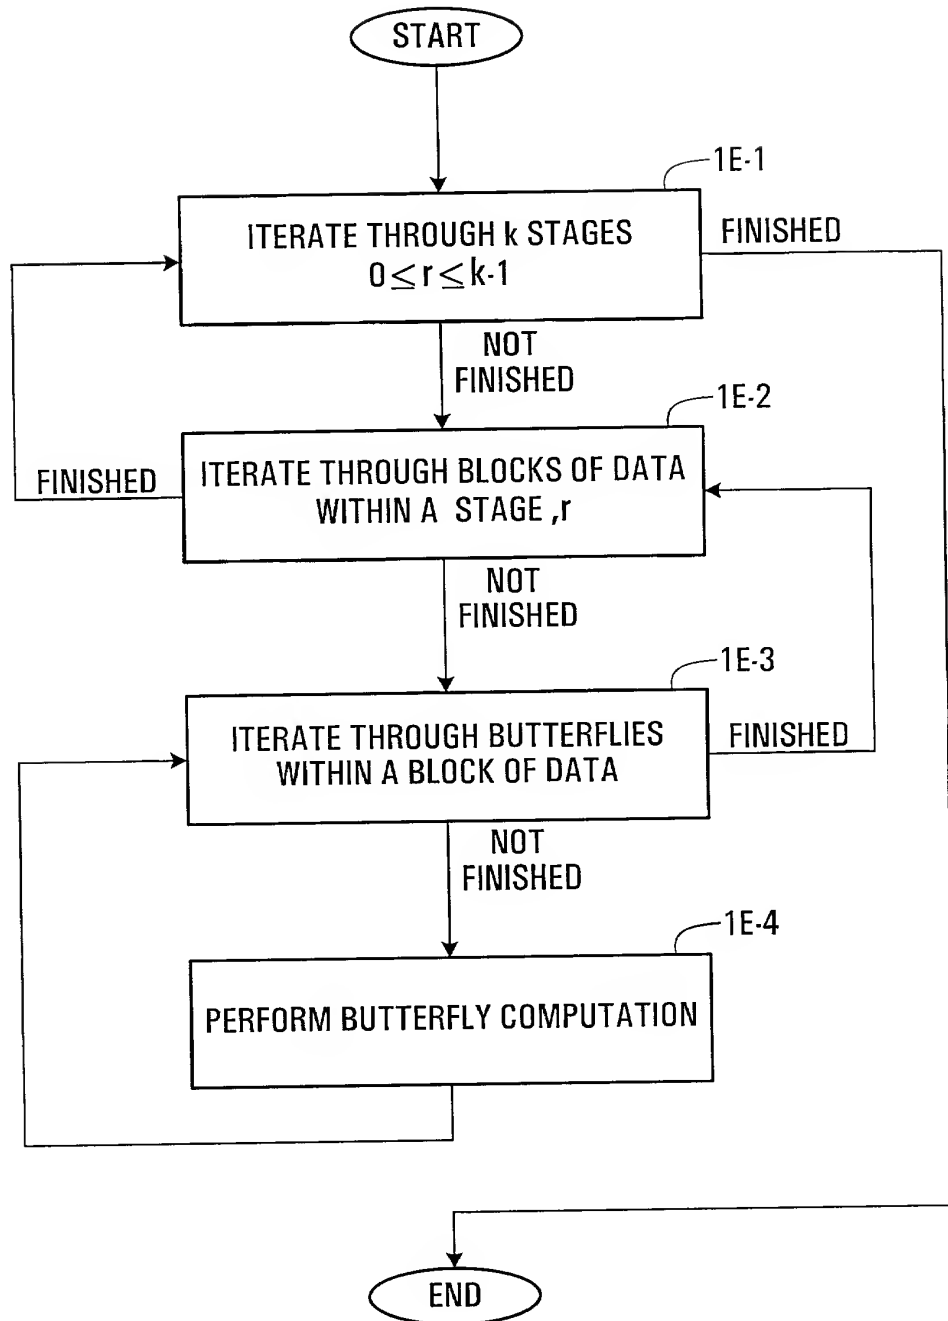 START
1E-1
ITERATE THROUGH k STAGES
0≤r≤k-1
FINISHED
NOT
FINISHED
1E-2
ITERATE THROUGH BLOCKS OF DATA
WITHIN A STAGE ,r
FINISHED
NOT
FINISHED
1E-3
ITERATE THROUGH BUTTERFLIES
WITHIN A BLOCK OF DATA
FINISHED
NOT
FINISHED
1E-4
PERFORM BUTTERFLY COMPUTATION
END